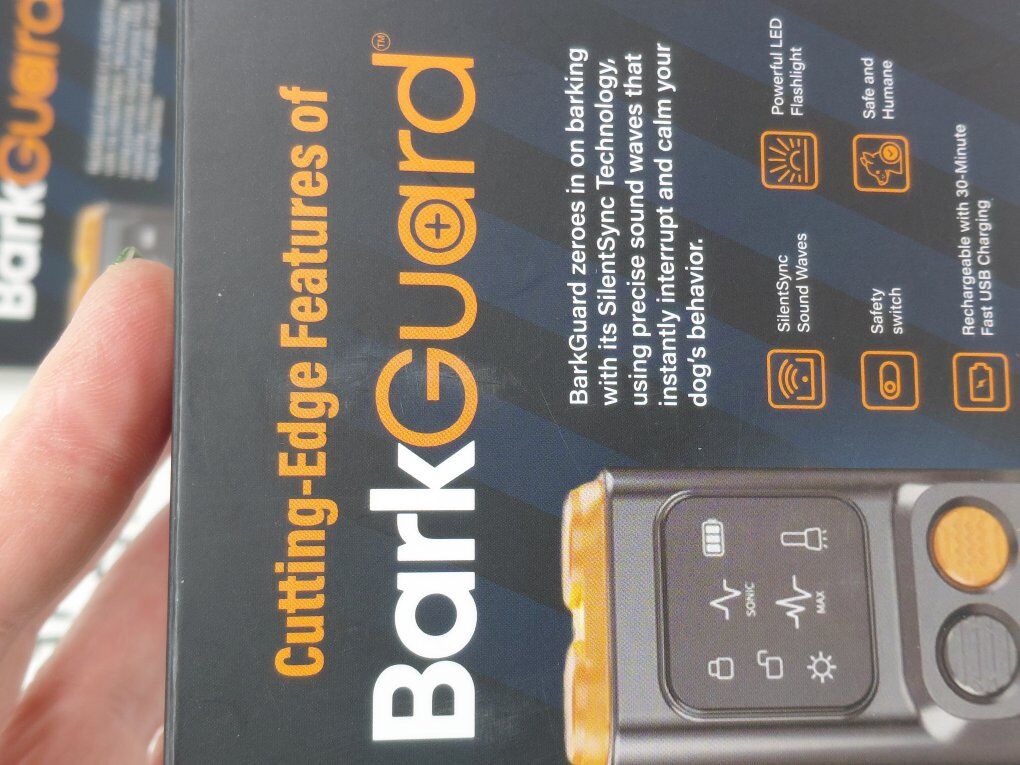 BarkGuard
Cutting-Edge Features of
BarkGuard™
BarkGuard zeroes in on barking
with its SilentSync Technology,
using precise sound waves that
instantly interrupt and calm your
dog's behavior.
SilentSync
Sound Waves
Powerful LED
Flashlight
Safety
switch
Safe and
Humane
Rechargeable with 30-Minute
Fast USB Charging
SONIC
MAX